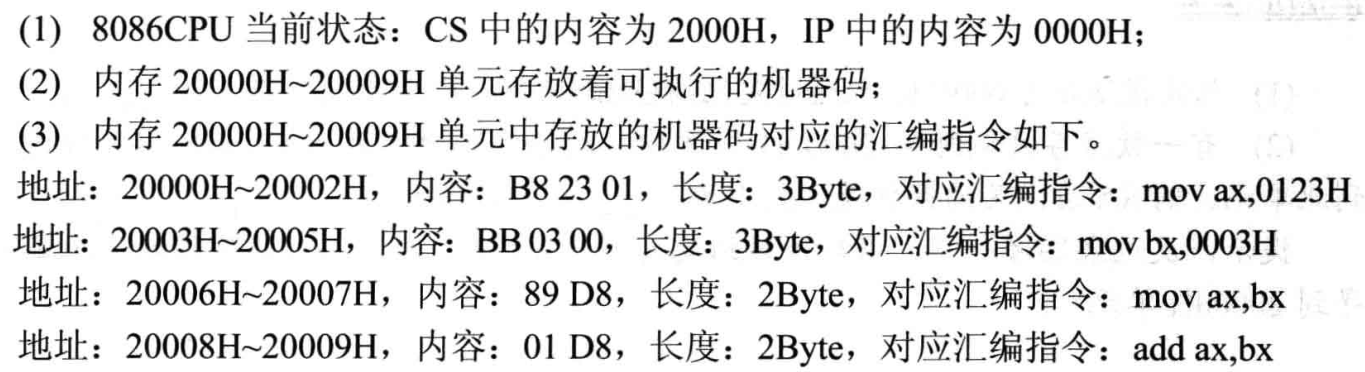 (1) 8086CPU 当前状态：CS 中的内容为 2000H，IP 中的内容为 0000H；
(2) 内存 20000H~20009H 单元存放着可执行的机器码；
(3) 内存 20000H~20009H 单元中存放的机器码对应的汇编指令如下。
地址：20000H~20002H，内容：B8 23 01，长度：3Byte，对应汇编指令：mov ax,0123H
地址：20003H~20005H，内容：BB 03 00，长度：3Byte，对应汇编指令：mov bx,0003H
地址：20006H~20007H，内容：89 D8，长度：2Byte，对应汇编指令：mov ax,bx
地址：20008H~20009H，内容：01 D8，长度：2Byte，对应汇编指令：add ax,bx